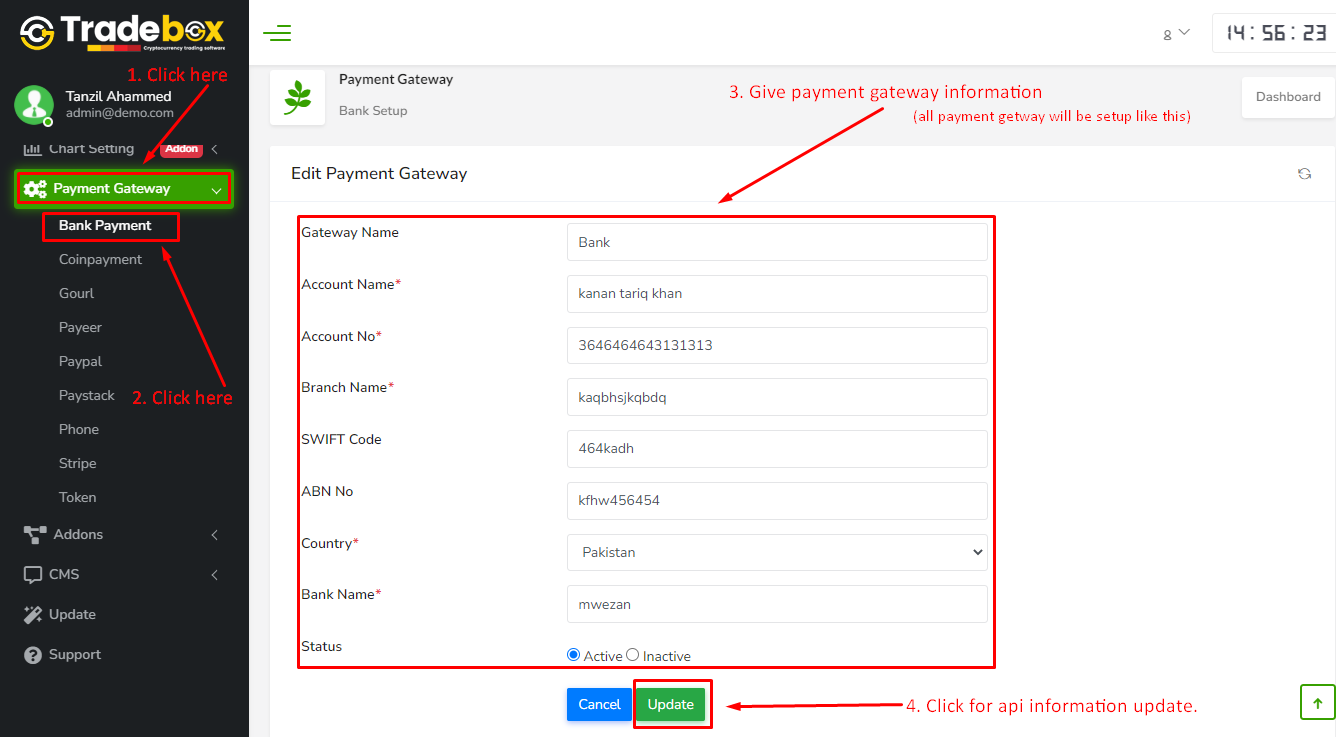 Tradebox
Cryptocurrency trading software
14:56:23
1. Click here
Tanzil Ahammed
admin@demo.com
Chart Setting Addon
Payment Gateway
Bank Payment
Coinpayment
Gourl
Payeer
Paypal
Paystack
2. Click here
Phone
Stripe
Token
Addons
CMS
Update
Support
Payment Gateway
Bank Setup
3. Give payment gateway information
(all payment getway will be setup like this)
Dashboard
Edit Payment Gateway
Gateway Name Bank
Account Name* kanan tariq khan
Account No* 3646464643131313
Branch Name* kaqbhsjkqbdq
SWIFT Code 464kadh
ABN No kfhw456454
Country* Pakistan
Bank Name* mwezan
Status Active Inactive
Cancel Update
4. Click for api information update.